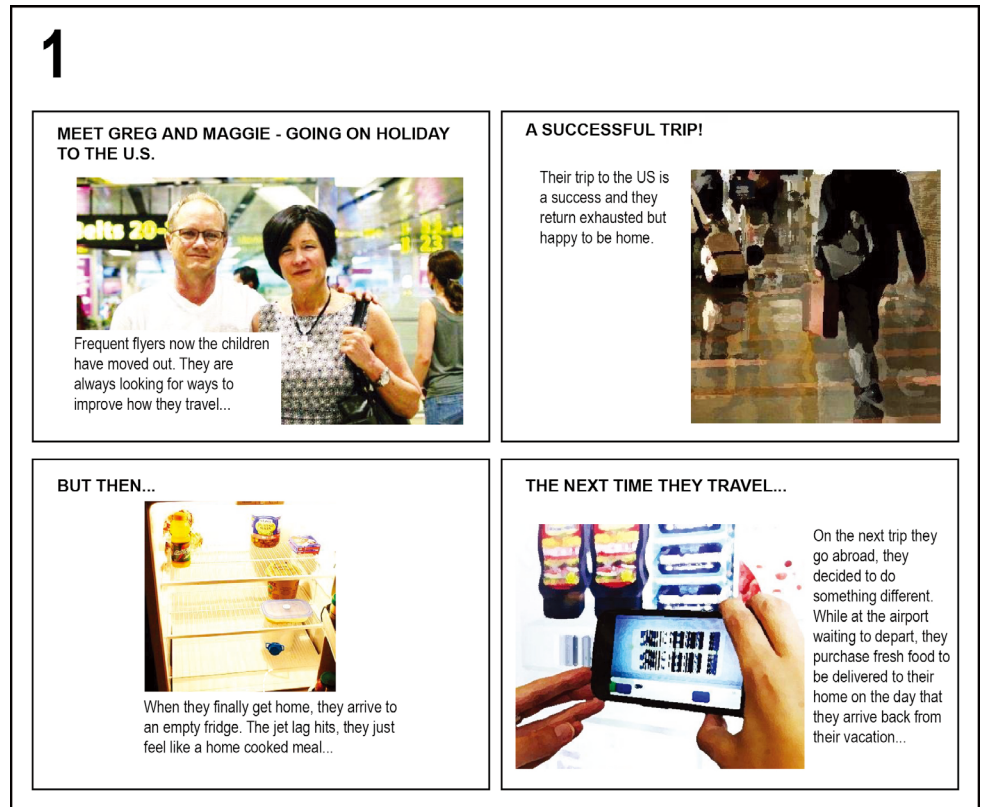 1
MEET GREG AND MAGGIE - GOING ON HOLIDAY
TO THE U.S.
elts 20-
23
Frequent flyers now the children
have moved out. They are
always looking for ways to
improve how they travel...
A SUCCESSFUL TRIP!
Their trip to the US is
a success and they
return exhausted but
happy to be home.
BUT THEN...
When they finally get home, they arrive to
an empty fridge. The jet lag hits, they just
feel like a home cooked meal...
THE NEXT TIME THEY TRAVEL...
On the next trip they
go abroad, they
decided to do
something different.
While at the airport
waiting to depart, they
purchase fresh food to
be delivered to their
home on the day that
they arrive back from
their vacation...